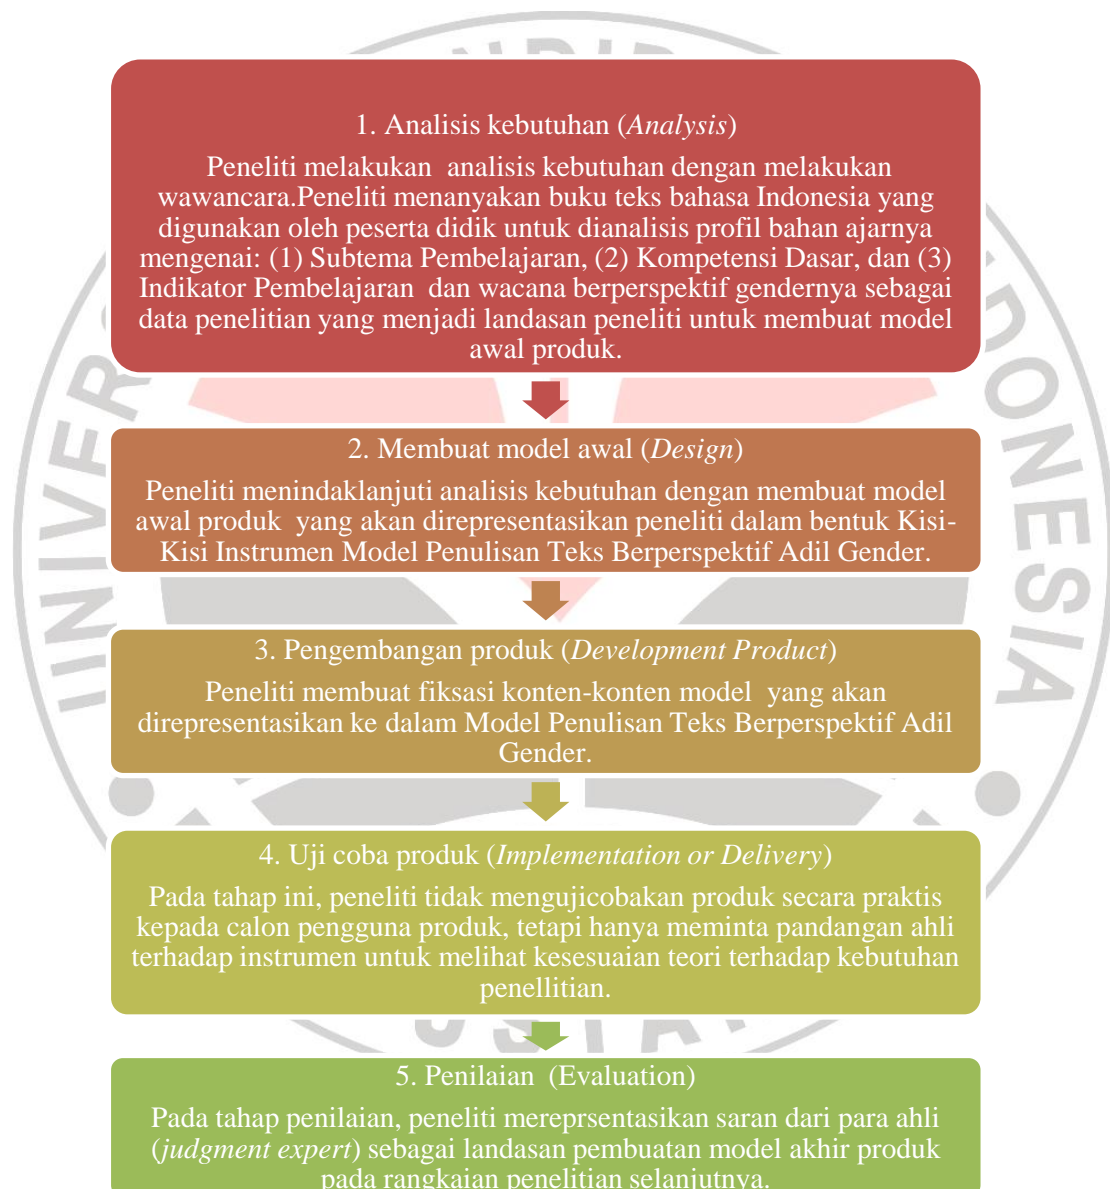 1. Analisis kebutuhan (Analysis)
Peneliti melakukan analisis kebutuhan dengan melakukan
wawancara.Peneliti menanyakan buku teks bahasa Indonesia yang
digunakan oleh peserta didik untuk dianalisis profil bahan ajarnya
mengenai: (1) Subtema Pembelajaran, (2) Kompetensi Dasar, dan (3)
Indikator Pembelajaran dan wacana berperspektif gendernya sebagai
data penelitian yang menjadi landasan peneliti untuk membuat model
awal produk.
2. Membuat model awal (Design)
Peneliti menindaklanjuti analisis kebutuhan dengan membuat model
awal produk yang akan direpresentasikan peneliti dalam bentuk Kisi-
Kisi Instrumen Model Penulisan Teks Berperspektif Adil Gender.
3. Pengembangan produk (Development Product)
Peneliti membuat fiksasi konten-konten model yang akan
direpresentasikan ke dalam Model Penulisan Teks Berperspektif Adil
Gender.
4. Uji coba produk (Implementation or Delivery)
Pada tahap ini, peneliti tidak mengujicobakan produk secara praktis
kepada calon pengguna produk, tetapi hanya meminta pandangan ahli
terhadap instrumen untuk melihat kesesuaian teori terhadap kebutuhan
penellitian.
5. Penilaian (Evaluation)
Pada tahap penilaian, peneliti mereprsentasikan saran dari para ahli
(judgment expert) sebagai landasan pembuatan model akhir produk
pada rangkaian penelitian selanjutnya.